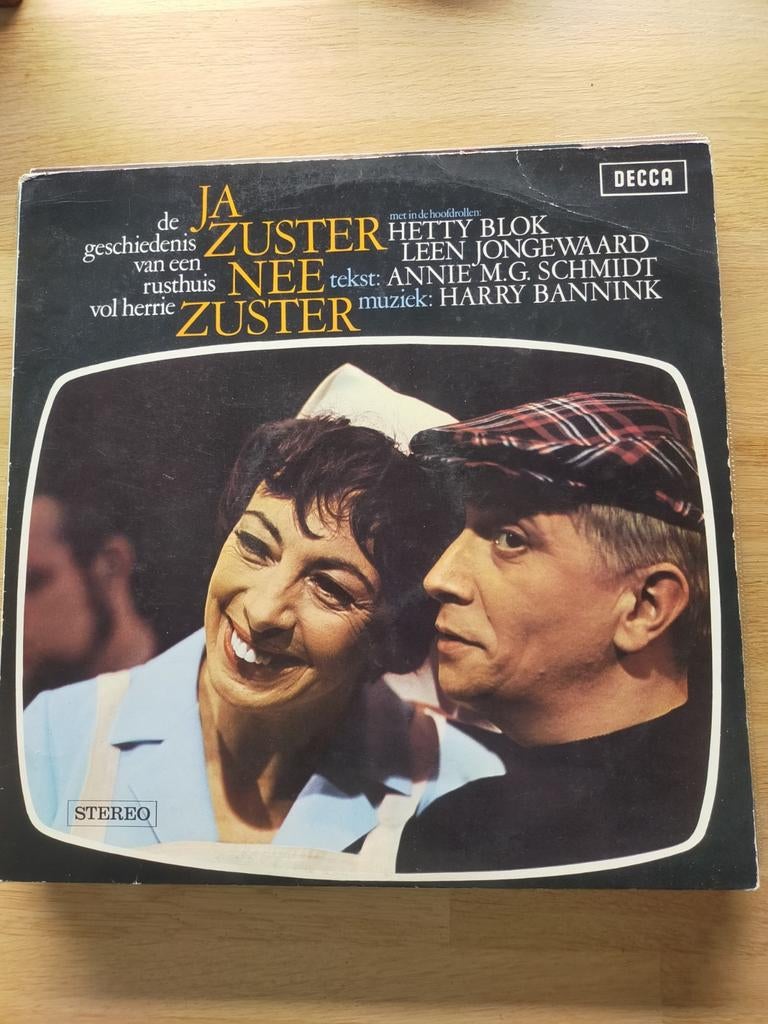 DECCA
JA
ZUSTER
NEE
ZUSTER
de
geschiedenis
van een
rusthuis
vol herrie
met in de hoofdrollen:
HETTY BLOK
LEEN JONGEWAARD
tekst: ANNIE M.G. SCHMIDT
muziek: HARRY BANNINK
STEREO